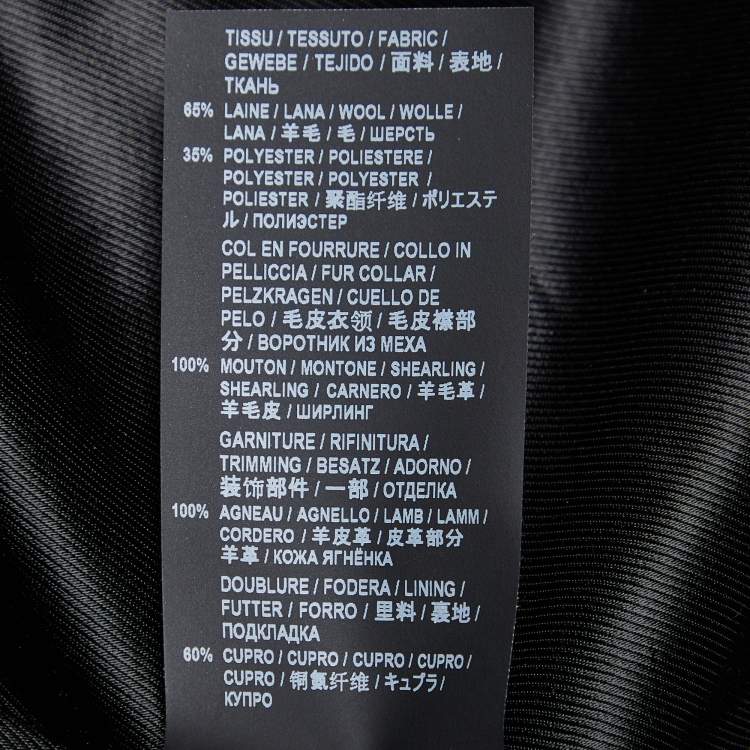 TISSU / TESSUTO / FABRIC /
GEWEBE / TEJIDO / 面料 / 表地 /
ТКАНЬ
65% LAINE / LANA / WOOL / WOLLE /
LANA / 羊毛 / 毛 / ШЕРСТЬ
35% POLYESTER / POLIESTERE /
POLYESTER / POLYESTER /
POLIESTER / 聚酯纤维 / ポリエステ
ル / ПОЛИЭСТЕР
COL EN FOURRURE / COLLO IN
PELLICCIA / FUR COLLAR /
PELZKRAGEN / CUELLO DE
PELO / 毛皮衣领 / 毛皮襟部
分 / ВОРОТНИК ИЗ МЕХА
100% MOUTON / MONTONE / SHEARLING /
SHEARLING / CARNERO / 羊毛革 /
羊毛皮 / ШИРЛИНГ
GARNITURE / RIFINITURA /
TRIMMING / BESATZ / ADORNO /
装饰部件 / 一部 / ОТДЕЛКА
100% AGNEAU / AGNELLO / LAMB / LAMM /
CORDERO / 羊皮革 / 皮革部分
羊革 / КОЖА ЯГНЁНКА
DOUBLURE / FODERA / LINING /
FUTTER / FORRO / 里料 / 裏地 /
ПОДКЛАДКА
60% CUPRO / CUPRO / CUPRO / CUPRO /
CUPRO / 铜氨纤维 / キュプラ /
КУПРО